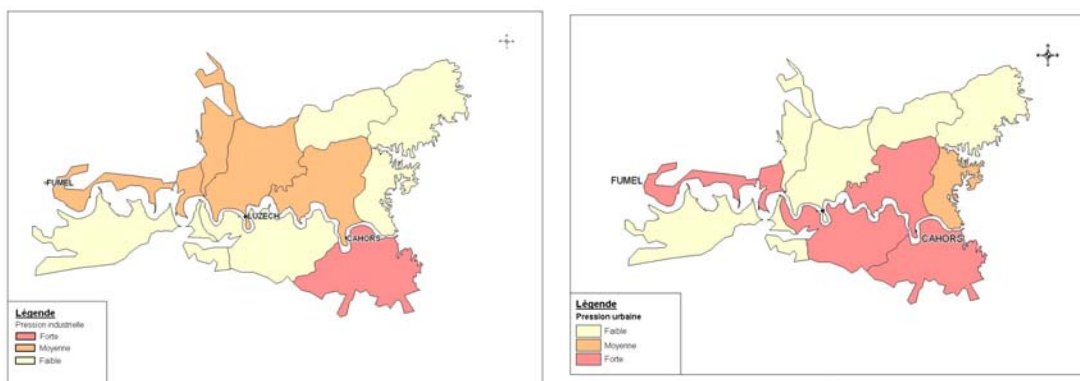 FUMEL
LUZECH
CAHORS
Légende
Pression industrielle
Forte
Moyenne
Faible
FUMEL
CAHORS
Légende
Pression urbaine
Faible
Moyenne
Forte